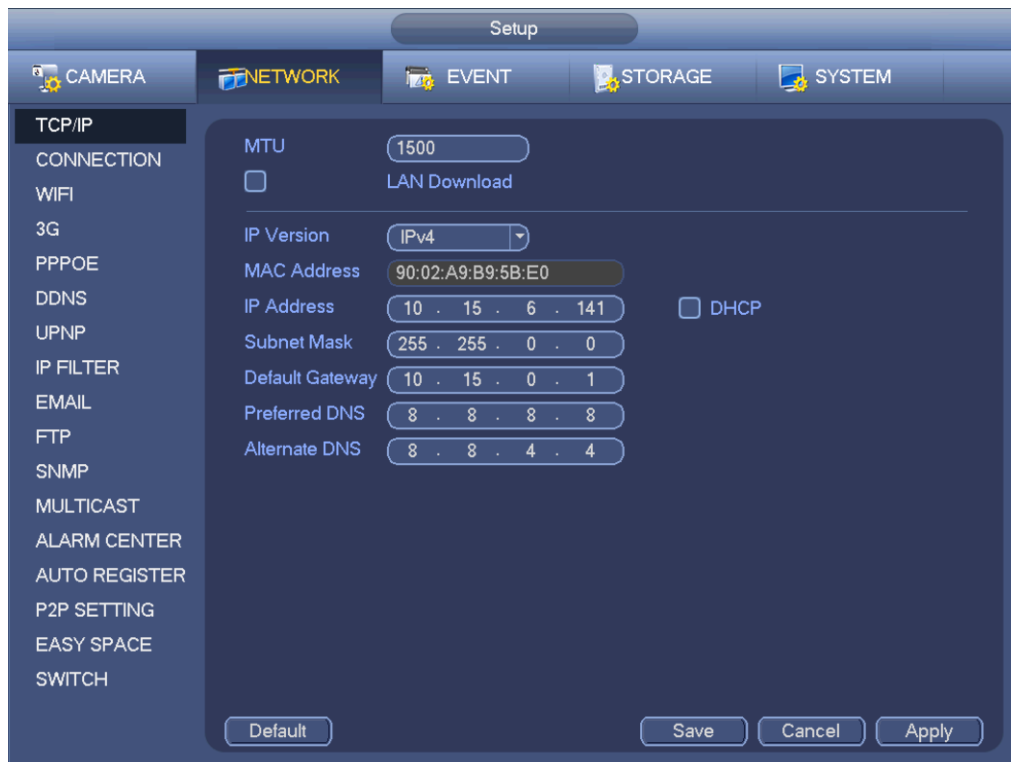 Setup
CAMERA NETWORK EVENT STORAGE SYSTEM
TCP/IP
CONNECTION
WIFI
3G
PPPOE
DDNS
UPNP
IP FILTER
EMAIL
FTP
SNMP
MULTICAST
ALARM CENTER
AUTO REGISTER
P2P SETTING
EASY SPACE
SWITCH
MTU 1500
LAN Download
IP Version IPv4
MAC Address 90:02:A9:B9:5B:E0
IP Address 10 . 15 . 6 . 141 DHCP
Subnet Mask 255 . 255 . 0 . 0
Default Gateway 10 . 15 . 0 . 1
Preferred DNS 8 . 8 . 8 . 8
Alternate DNS 8 . 8 . 4 . 4
Default Save Cancel Apply